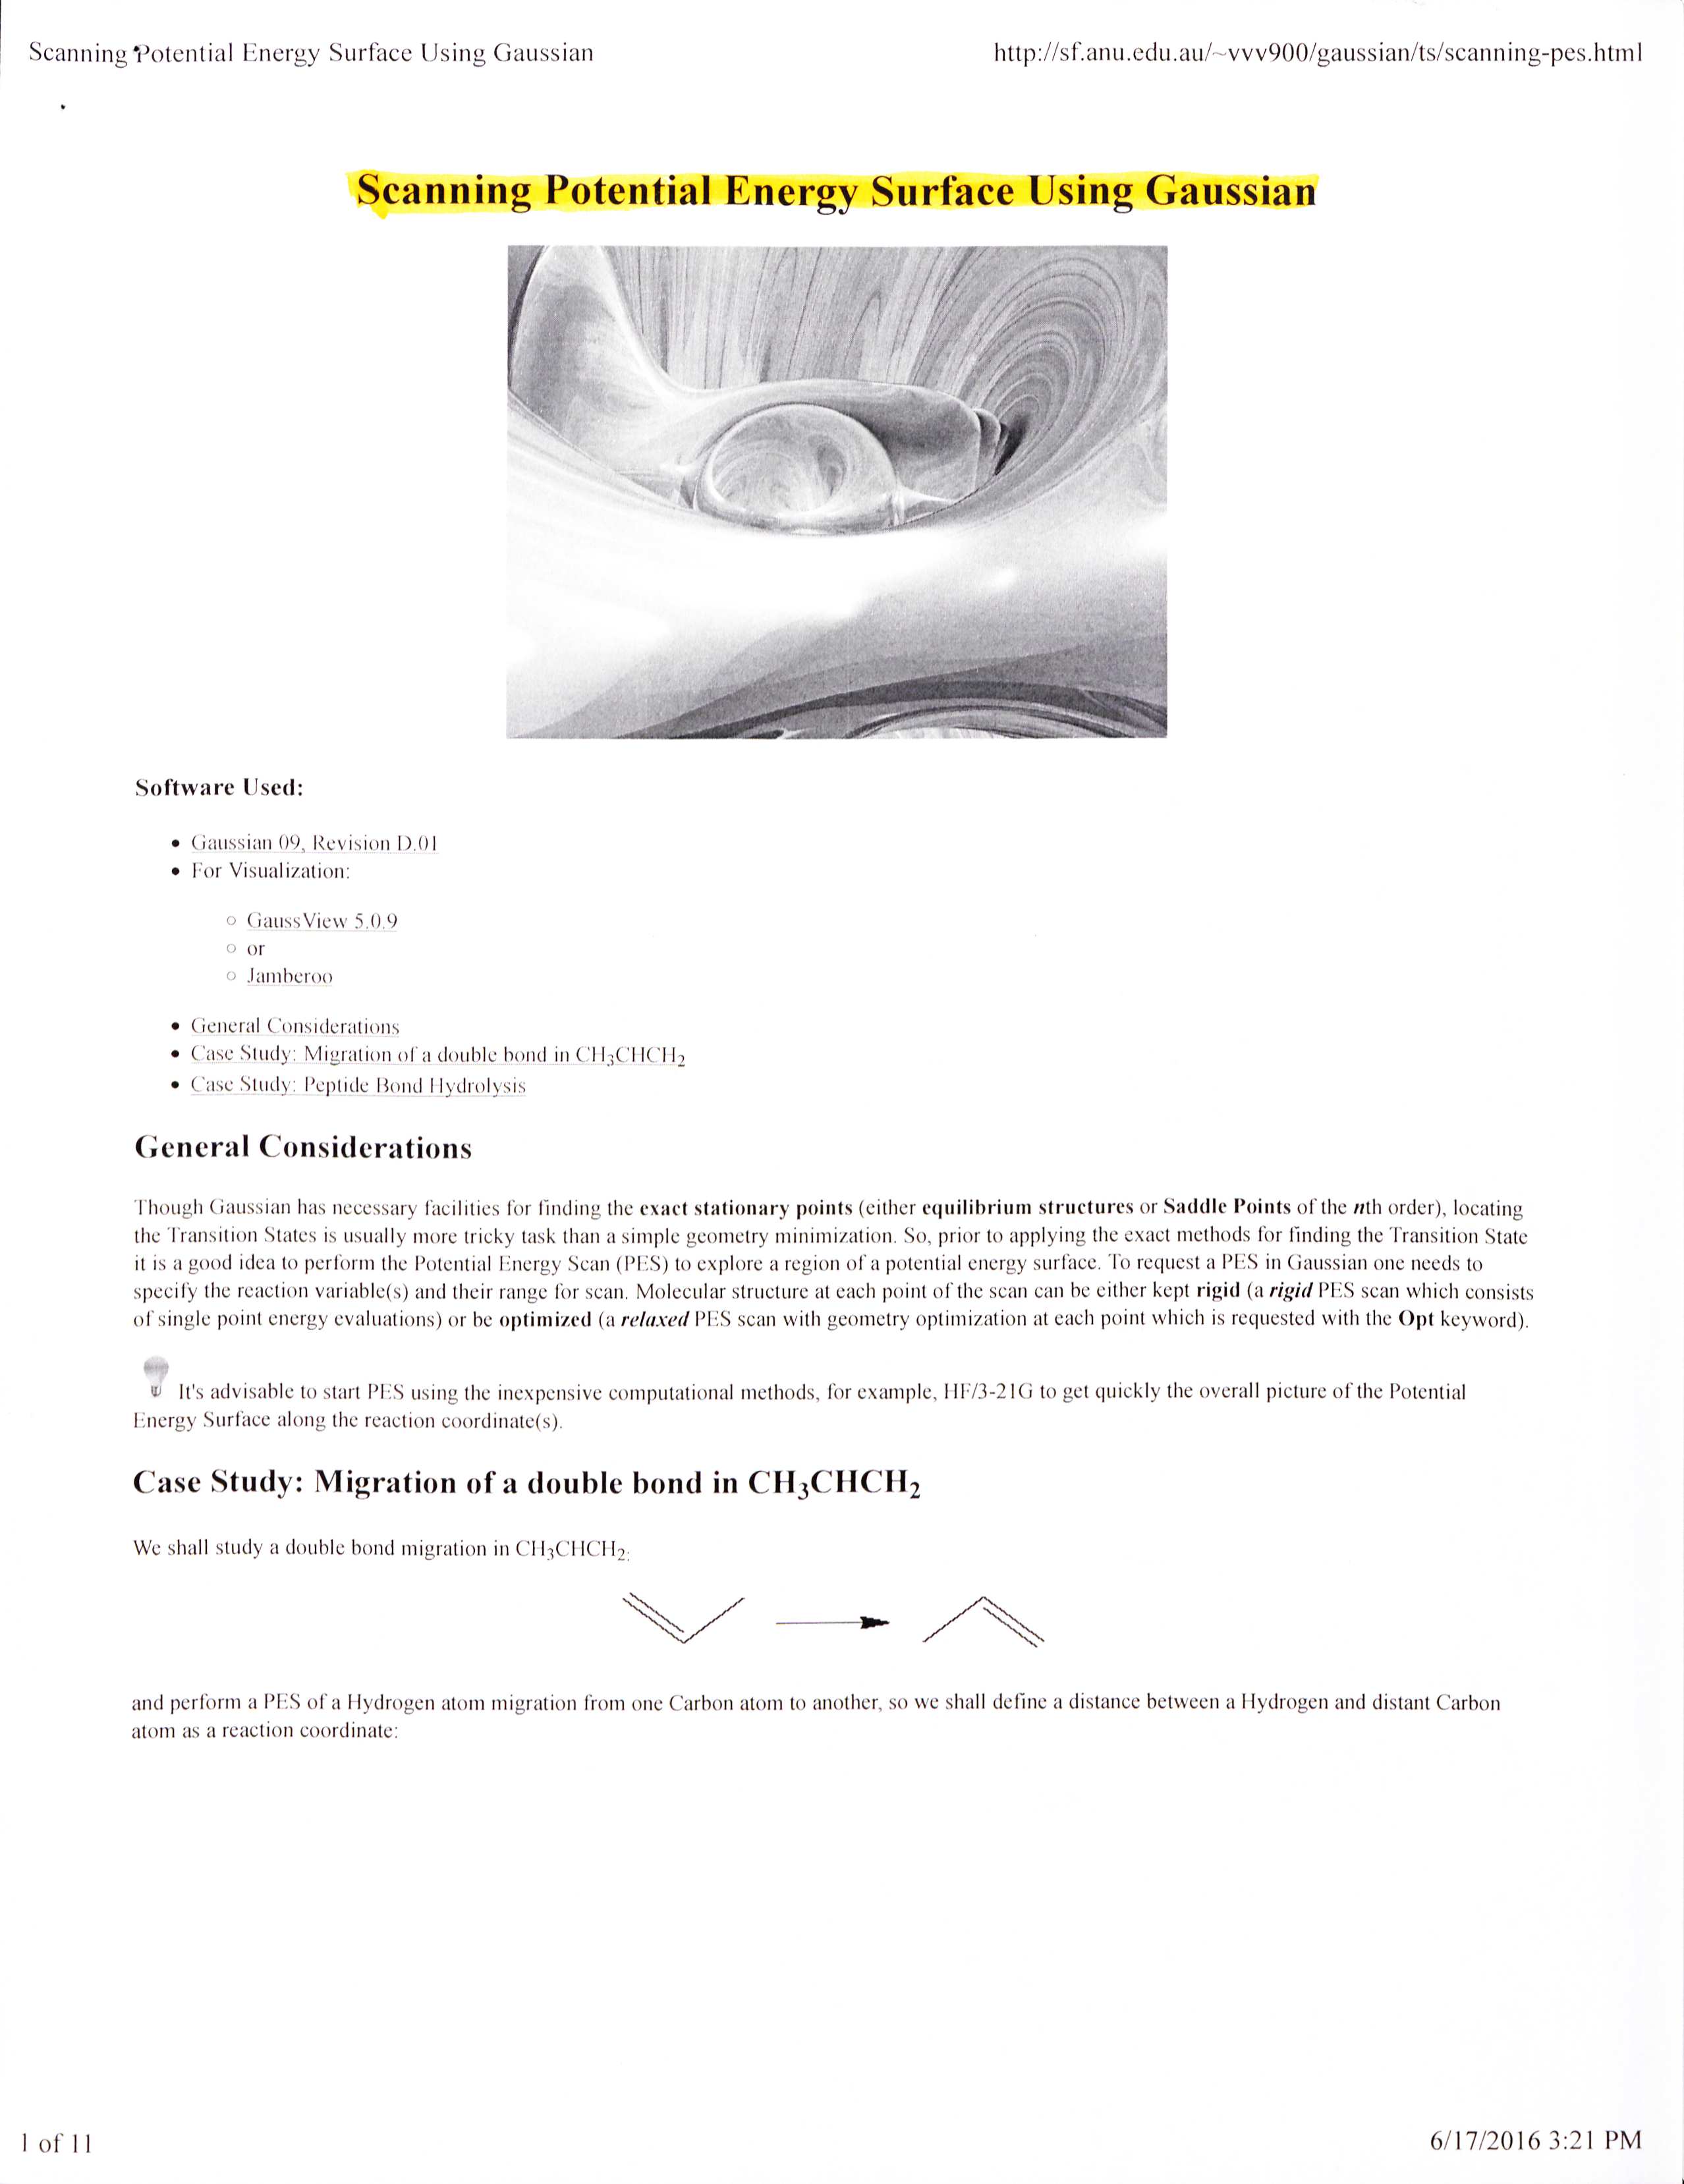 Scanning Potential Energy Surface Using Gaussian
http://sf.anu.edu.au/~vvv900/gaussian/ts/scanning-pes.html
Scanning Potential Energy Surface Using Gaussian
Software Used:
• Gaussian 09, Revision D.01
• For Visualization:
○ GaussView 5.0.9
○ or
○ Jamberoo
• General Considerations
• Case Study: Migration of a double bond in CH₃CHCH₂
• Case Study: Peptide Bond Hydrolysis
General Considerations
Though Gaussian has necessary facilities for finding the exact stationary points (either equilibrium structures or Saddle Points of the nth order), locating
the Transition States is usually more tricky task than a simple geometry minimization. So, prior to applying the exact methods for finding the Transition State
it is a good idea to perform the Potential Energy Scan (PES) to explore a region of a potential energy surface. To request a PES in Gaussian one needs to
specify the reaction variable(s) and their range for scan. Molecular structure at each point of the scan can be either kept rigid (a rigid PES scan which consists
of single point energy evaluations) or be optimized (a relaxed PES scan with geometry optimization at each point which is requested with the Opt keyword).
It's advisable to start PES using the inexpensive computational methods, for example, HF/3-21G to get quickly the overall picture of the Potential
Energy Surface along the reaction coordinate(s).
Case Study: Migration of a double bond in CH₃CHCH₂
We shall study a double bond migration in CH₃CHCH₂:
and perform a PES of a Hydrogen atom migration from one Carbon atom to another, so we shall define a distance between a Hydrogen and distant Carbon
atom as a reaction coordinate:
1 of 11
6/17/2016 3:21 PM